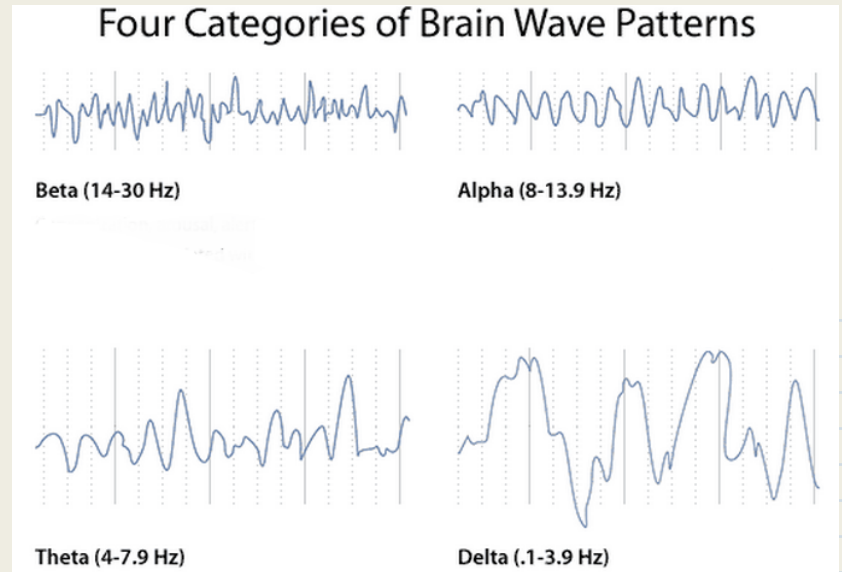 Four Categories of Brain Wave Patterns
Beta (14-30 Hz)
Alpha (8-13.9 Hz)
Theta (4-7.9 Hz)
Delta (.1-3.9 Hz)